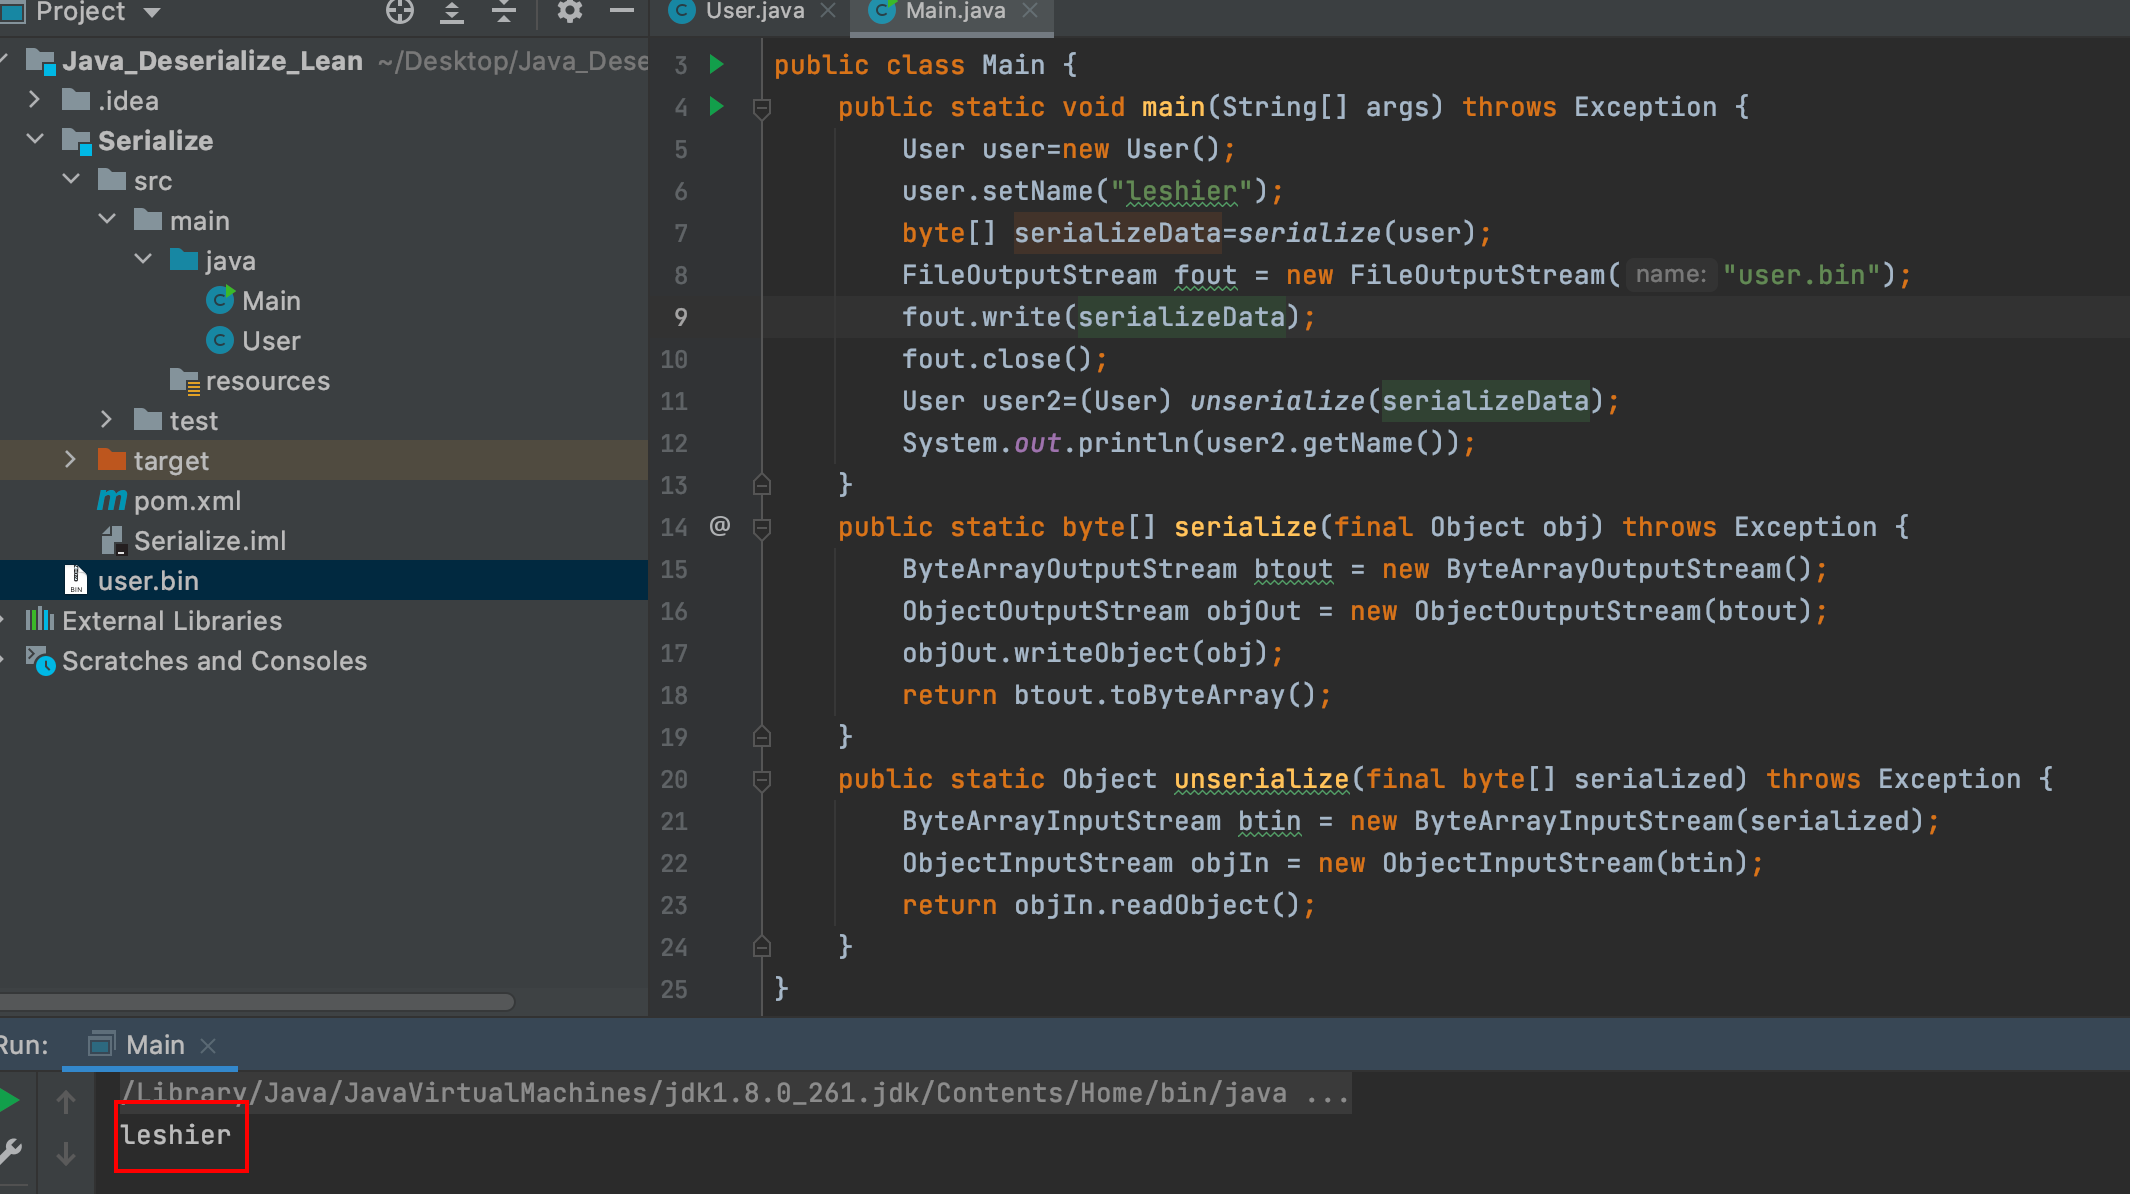 Project
User.java
Main.java
Java_Deserialize_Lean ~/Desktop/Java_Dese
.idea
Serialize
src
main
java
Main
User
resources
test
target
pom.xml
Serialize.iml
user.bin
External Libraries
Scratches and Consoles
3 public class Main {
4 public static void main(String[] args) throws Exception {
5 User user=new User();
6 user.setName("leshier");
7 byte[] serializeData=serialize(user);
8 FileOutputStream fout = new FileOutputStream( name: "user.bin");
9 fout.write(serializeData);
10 fout.close();
11 User user2=(User) unserialize(serializeData);
12 System.out.println(user2.getName());
13 }
14 @ public static byte[] serialize(final Object obj) throws Exception {
15 ByteArrayOutputStream btout = new ByteArrayOutputStream();
16 ObjectOutputStream objOut = new ObjectOutputStream(btout);
17 objOut.writeObject(obj);
18 return btout.toByteArray();
19 }
20 public static Object unserialize(final byte[] serialized) throws Exception {
21 ByteArrayInputStream btin = new ByteArrayInputStream(serialized);
22 ObjectInputStream objIn = new ObjectInputStream(btin);
23 return objIn.readObject();
24 }
25 }
Run: Main
/Library/Java/JavaVirtualMachines/jdk1.8.0_261.jdk/Contents/Home/bin/java ...
leshier